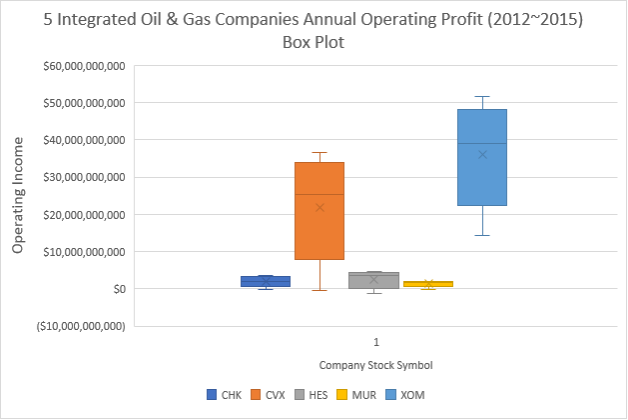 5 Integrated Oil & Gas Companies Annual Operating Profit (2012~2015)
Box Plot
$60,000,000,000
$50,000,000,000
$40,000,000,000
$30,000,000,000
$20,000,000,000
$10,000,000,000
$0
($10,000,000,000)
Operating Income
1
Company Stock Symbol
CHK CVX HES MUR XOM